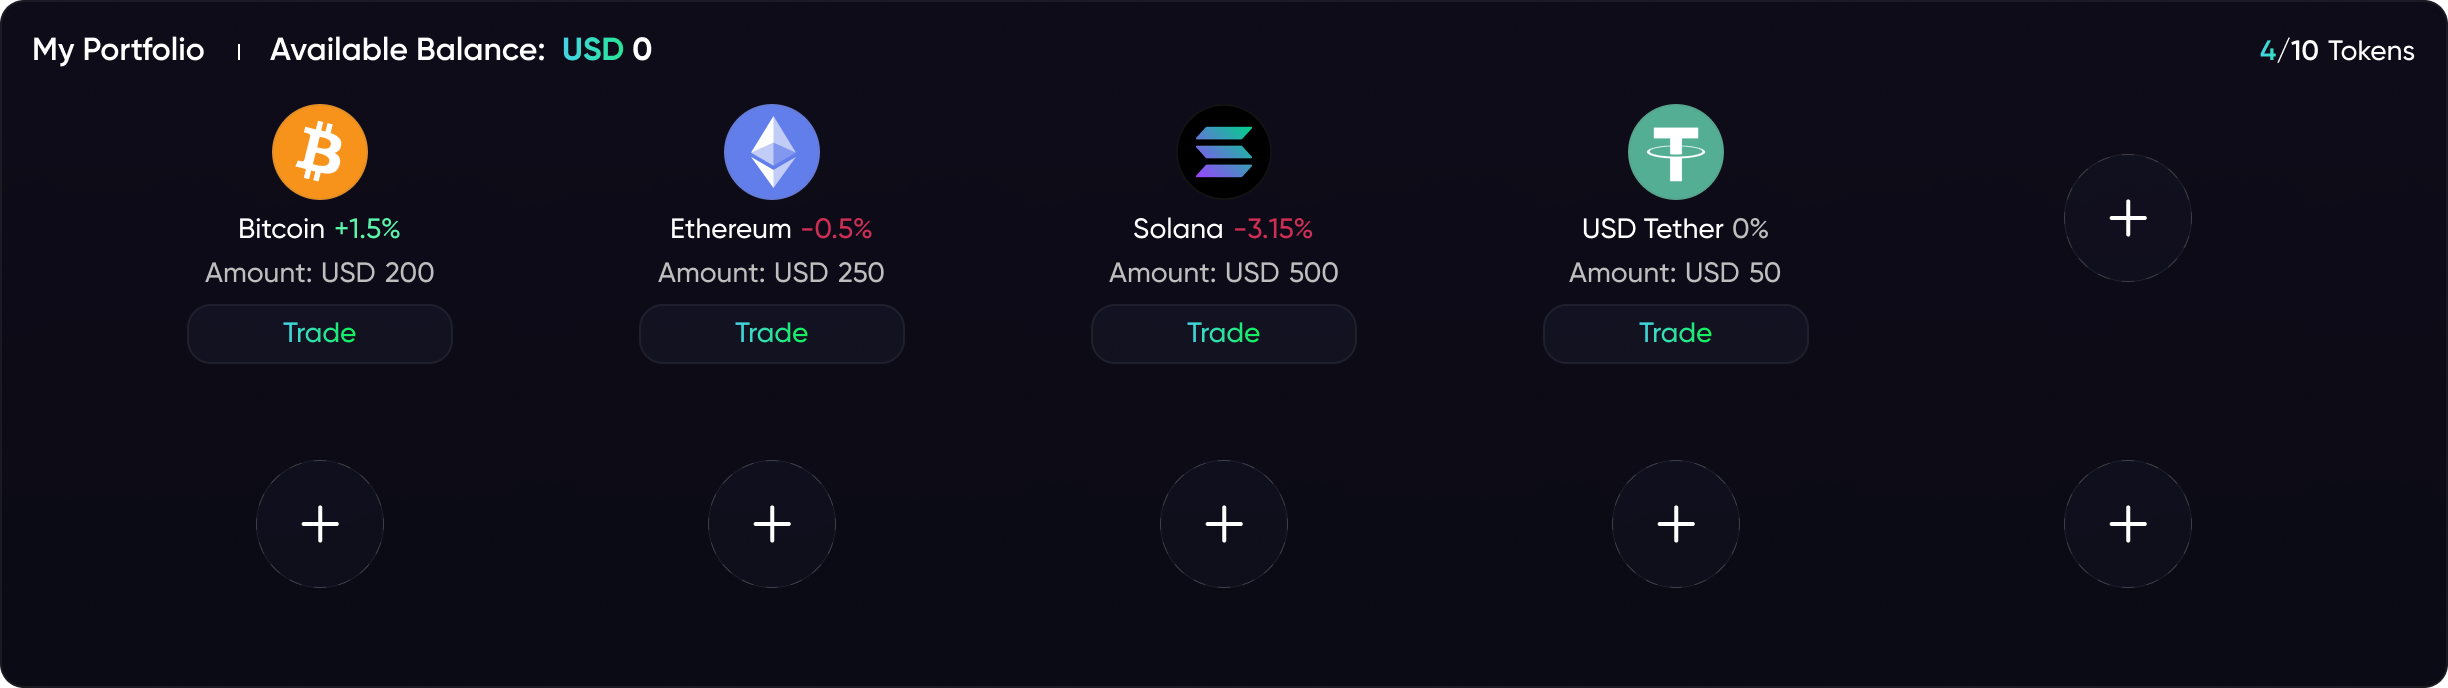 My Portfolio | Available Balance: USD 0
4/10 Tokens
Bitcoin +1.5%
Amount: USD 200
Trade
Ethereum -0.5%
Amount: USD 250
Trade
Solana -3.15%
Amount: USD 500
Trade
USD Tether 0%
Amount: USD 50
Trade